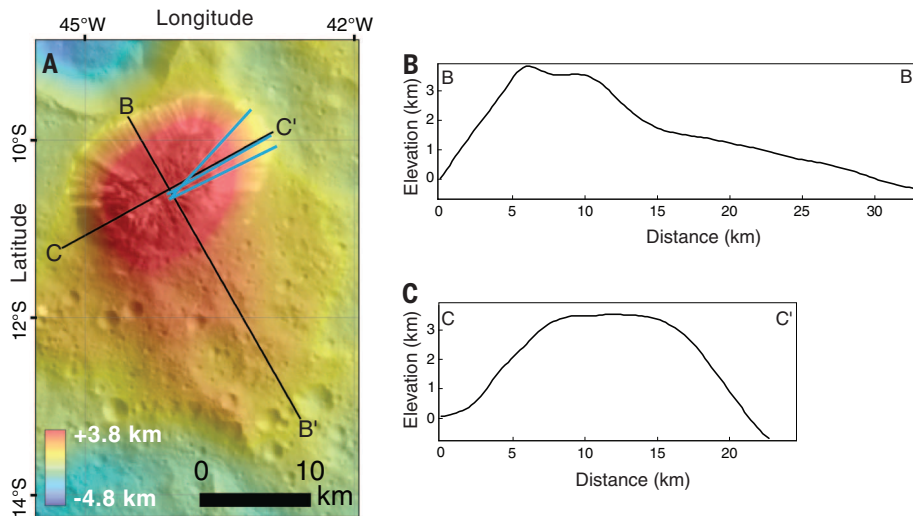 Longitude
45°W
42°W
A
B
C'
10°S
Latitude
C
12°S
B'
+3.8 km
-4.8 km
0
10
km
14°S
B
B
B
Elevation (km)
3
2
1
0
0
5
10
15
20
25
30
Distance (km)
C
C
C'
Elevation (km)
3
2
1
0
0
5
10
15
20
Distance (km)